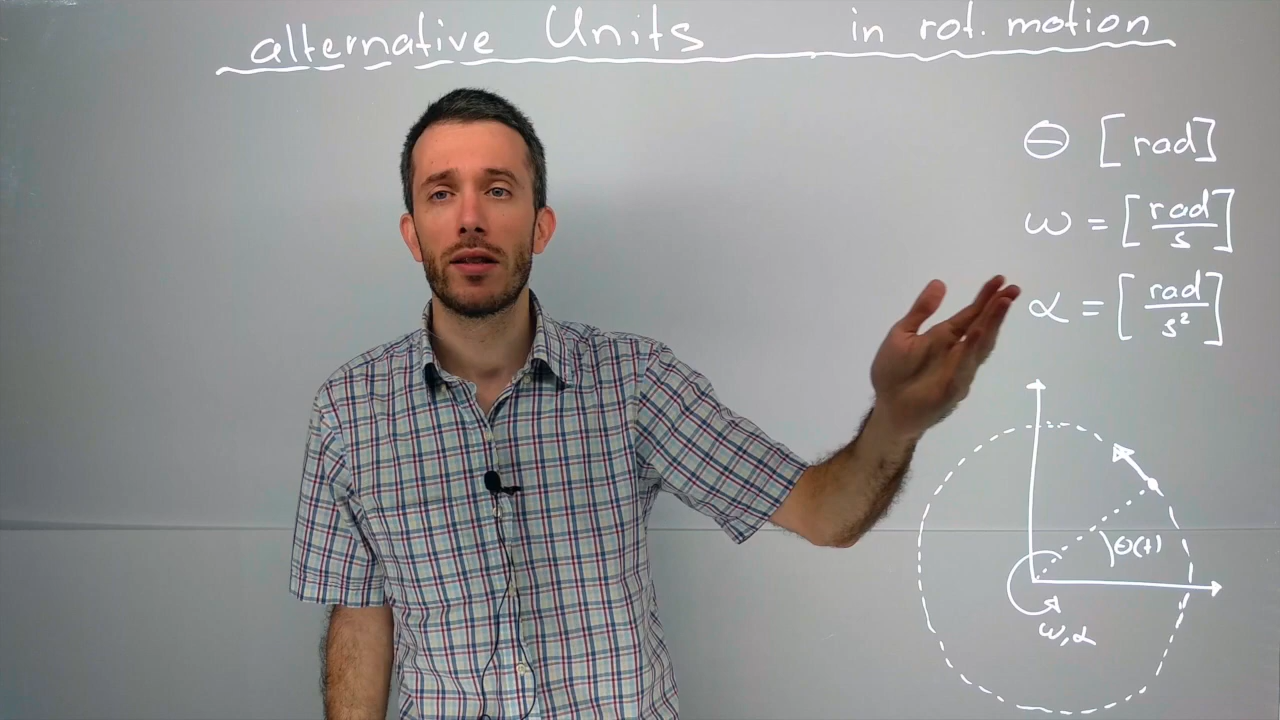 alternative Units in rot. motion
Θ [rad]
ω = [rad/s]
α = [rad/s²]
Θ(t)
ω,α